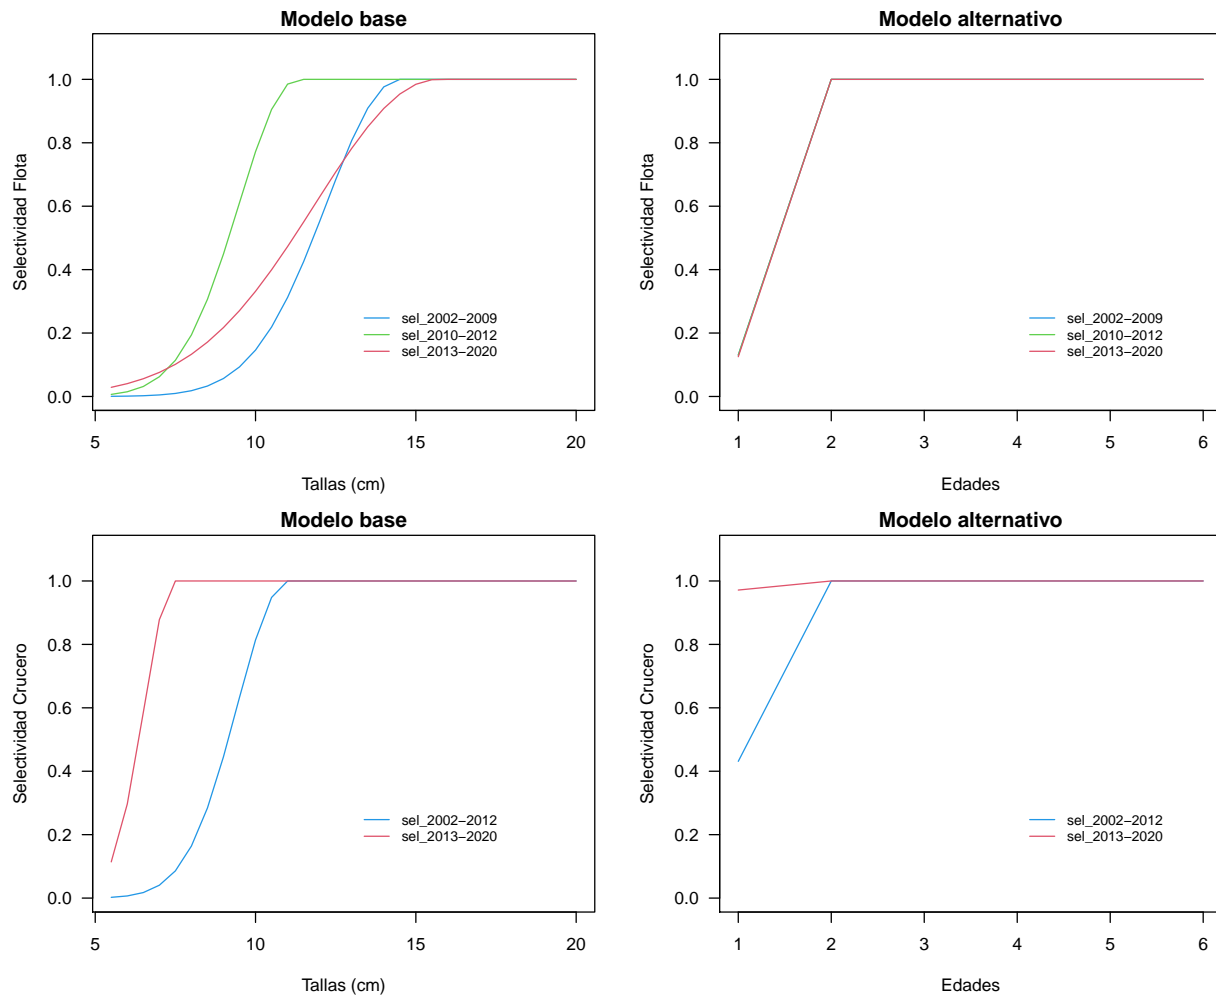 Modelo base
Selectividad Flota
1.0
0.8
0.6
0.4
0.2
0.0
sel_2002−2009
sel_2010−2012
sel_2013−2020
5
10
15
20
Tallas (cm)
Modelo alternativo
Selectividad Flota
1.0
0.8
0.6
0.4
0.2
0.0
sel_2002−2009
sel_2010−2012
sel_2013−2020
1
2
3
4
5
6
Edades
Modelo base
Selectividad Crucero
1.0
0.8
0.6
0.4
0.2
0.0
sel_2002−2012
sel_2013−2020
5
10
15
20
Tallas (cm)
Modelo alternativo
Selectividad Crucero
1.0
0.8
0.6
0.4
0.2
0.0
sel_2002−2012
sel_2013−2020
1
2
3
4
5
6
Edades